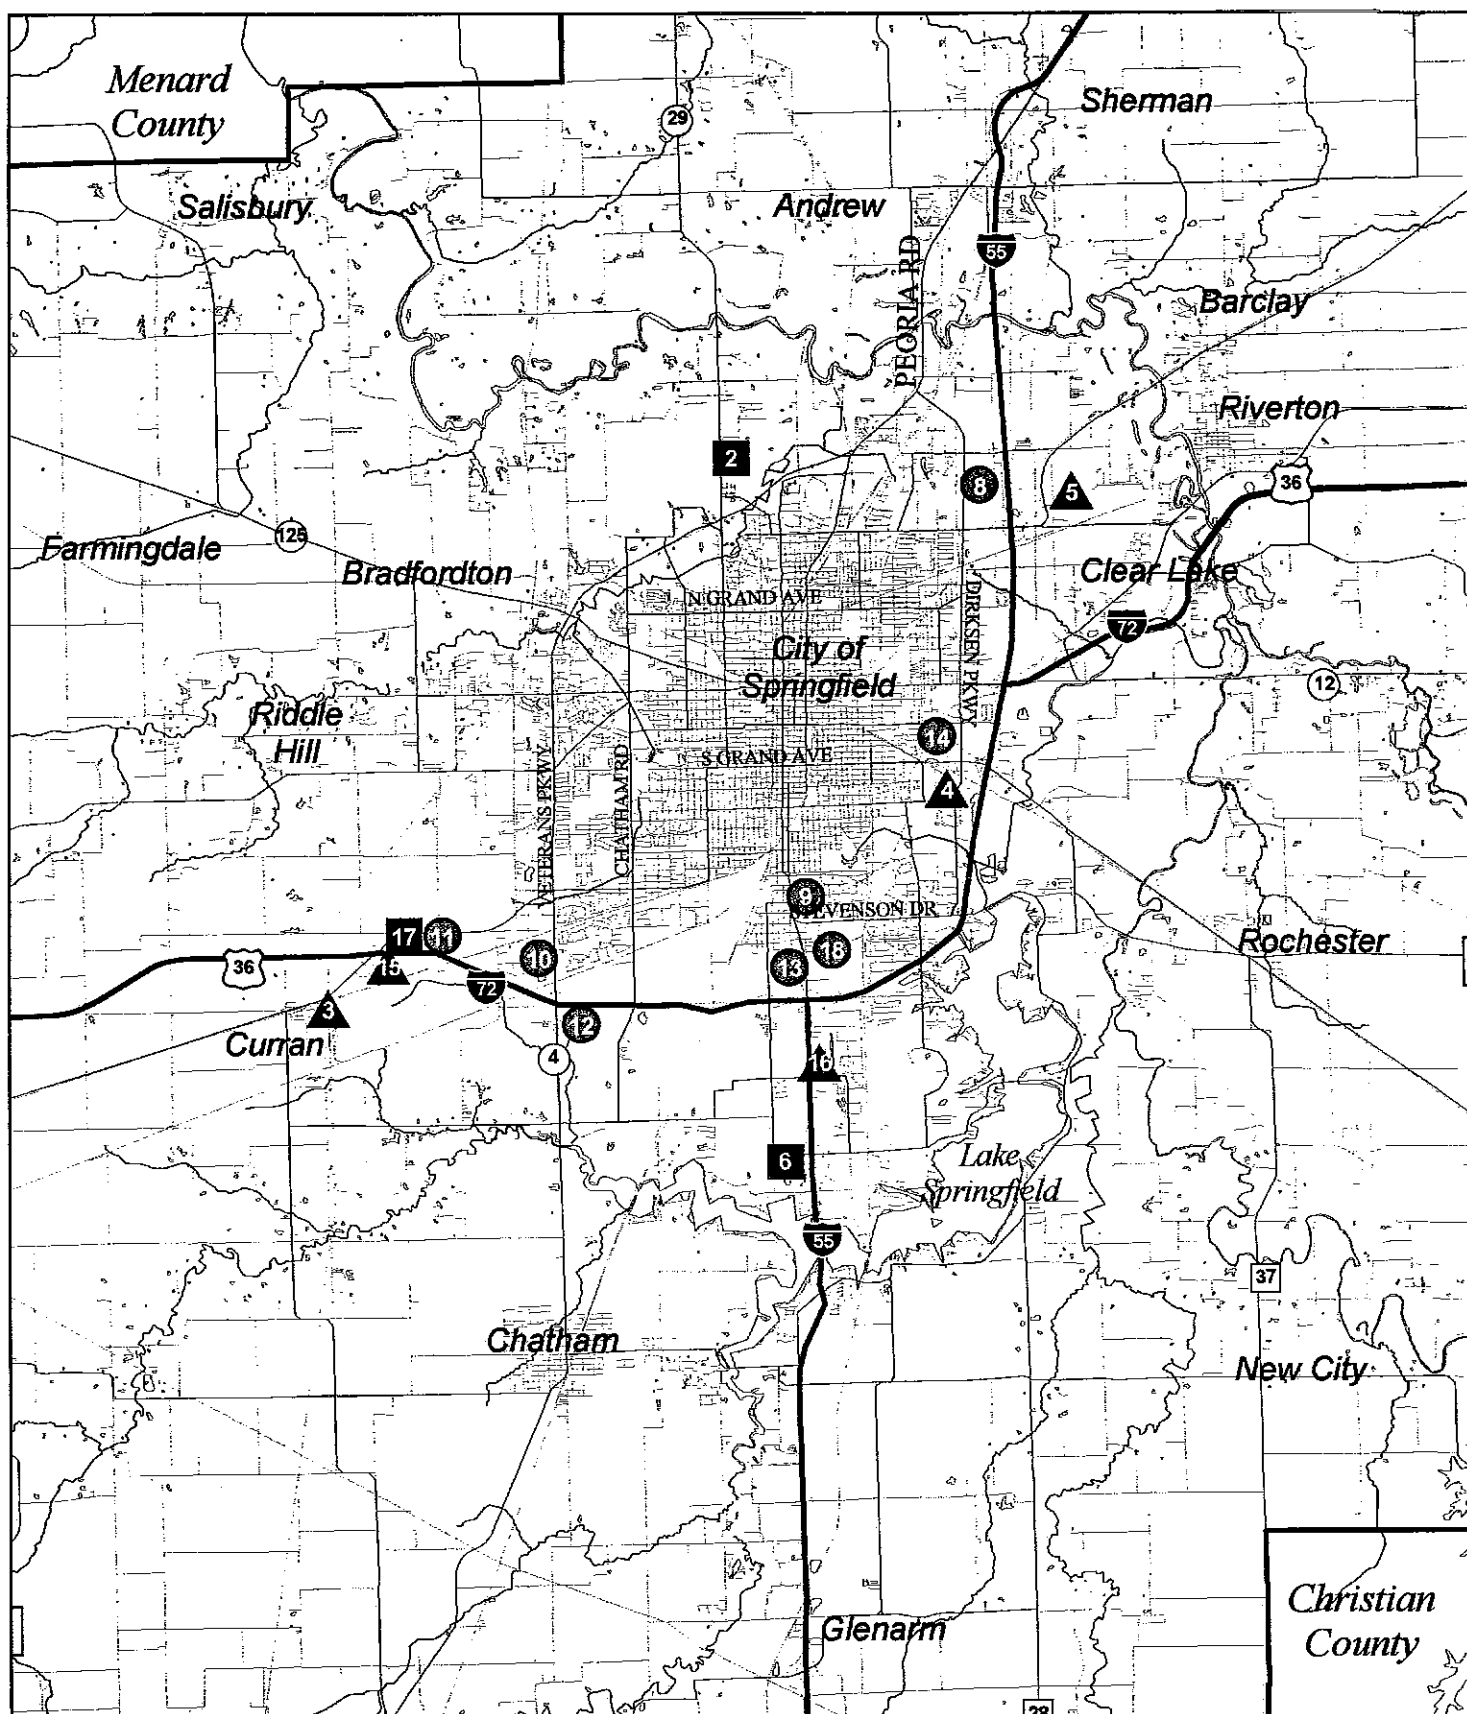 Menard
County
Sherman
29
Salisbury
Andrew
55
PEORIA RD
Barclay
Riverton
2
8
5
36
125
Farmingdale
Bradfordton
Clear Lake
N GRAND AVE
DIRKSEN PKWY
72
City of
Springfield
12
Riddle
Hill
14
S GRAND AVE
VETERANS PKWY
CHATHAM RD
4
9
STEVENSON DR
17
11
Rochester
10
18
13
36
15
72
3
12
Curran
4
16
6
Lake
Springfield
55
37
Chatham
New City
Christian
County
Glenarm
28